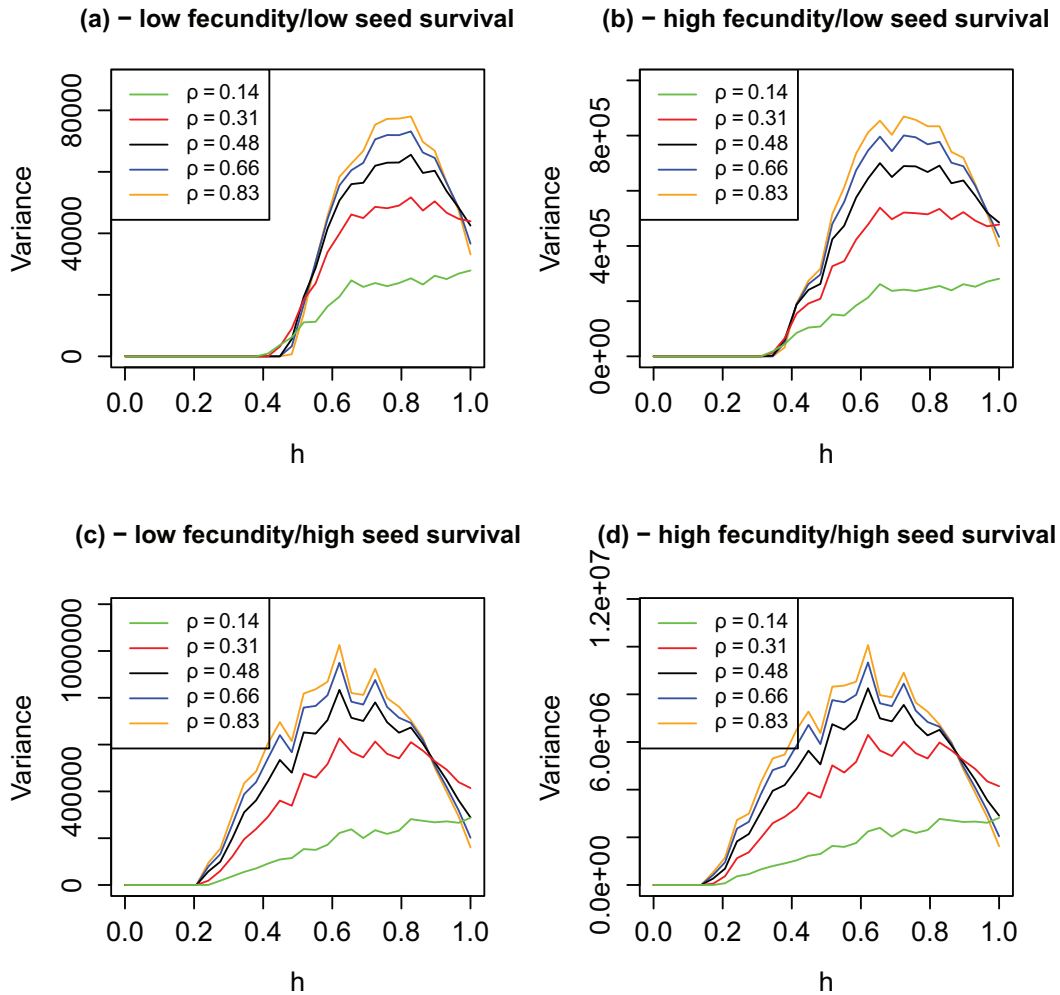 (a) − low fecundity/low seed survival
ρ = 0.14
ρ = 0.31
ρ = 0.48
ρ = 0.66
ρ = 0.83
Variance
0
40000
80000
0.0 0.2 0.4 0.6 0.8 1.0
h
(b) − high fecundity/low seed survival
ρ = 0.14
ρ = 0.31
ρ = 0.48
ρ = 0.66
ρ = 0.83
Variance
0e+00
4e+05
8e+05
0.0 0.2 0.4 0.6 0.8 1.0
h
(c) − low fecundity/high seed survival
ρ = 0.14
ρ = 0.31
ρ = 0.48
ρ = 0.66
ρ = 0.83
Variance
0
400000
1000000
0.0 0.2 0.4 0.6 0.8 1.0
h
(d) − high fecundity/high seed survival
ρ = 0.14
ρ = 0.31
ρ = 0.48
ρ = 0.66
ρ = 0.83
Variance
0.0e+00
6.0e+06
1.2e+07
0.0 0.2 0.4 0.6 0.8 1.0
h